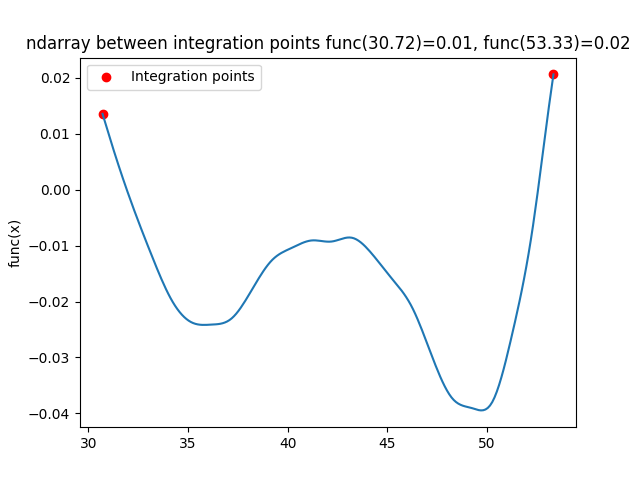 ndarray between integration points func(30.72)=0.01, func(53.33)=0.02
Integration points
func(x)
0.02
0.01
0.00
−0.01
−0.02
−0.03
−0.04
30 35 40 45 50